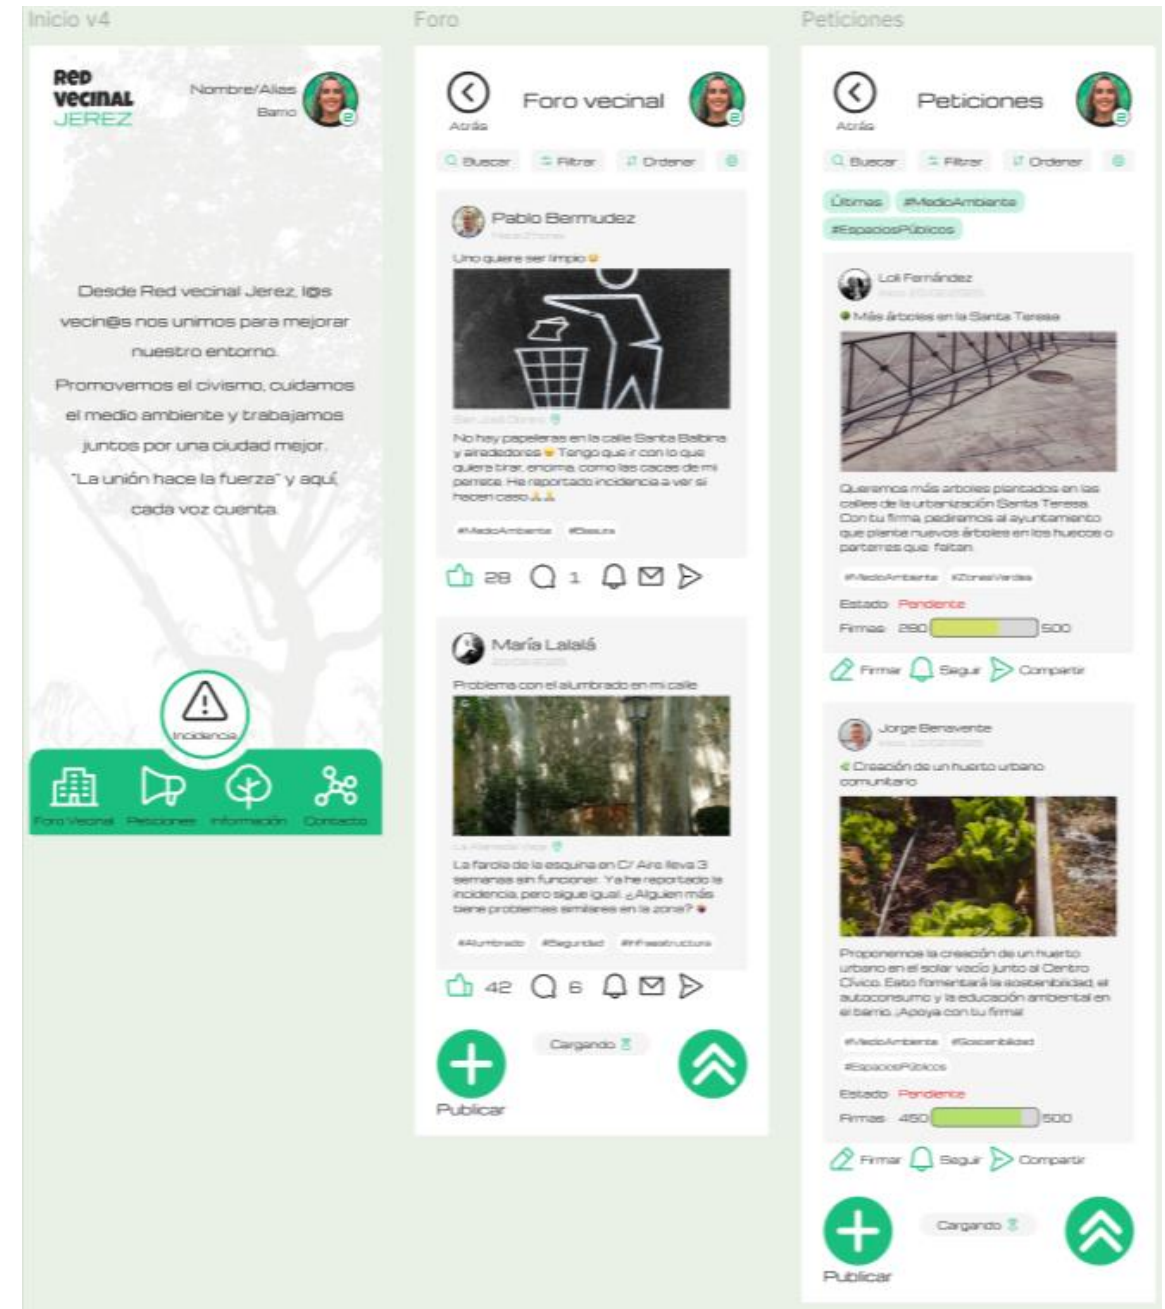 Inicio v4
Red
vecinal
JEREZ
Nombre/Alias
Barrio
2
Desde Red vecinal Jerez, l@s
vecin@s nos unimos para mejorar
nuestro entorno.
Promovemos el civismo, cuidamos
el medio ambiente y trabajamos
juntos por una ciudad mejor.
"La unión hace la fuerza" y aquí,
cada voz cuenta.
Incidencia
Foro Vecinal Peticiones Información Contacto
Foro
Atrás
Foro vecinal
2
Buscar Filtrar Ordenar
Pablo Bermudez
Uno quiere ser limpio
No hay papeleras en la calle Santa Balbina
y alrededores Tengo que ir con lo que
quiera tirar, encima, como las cacas de mi
perrete. He reportado incidencia a ver si
hacen caso
#MedioAmbiente #Basura
28 1
María Lalalá
Problema con el alumbrado en mi calle
La farola de la esquina en C/ Aire lleva 3
semanas sin funcionar. Ya he reportado la
incidencia, pero sigue igual. ¿Alguien más
tiene problemas similares en la zona?
#Alumbrado #Seguridad #Infraestructura
42 6
Cargando
Publicar
Peticiones
Atrás
Peticiones
2
Buscar Filtrar Ordenar
Últimas #MedioAmbiente
#EspaciosPúblicos
Loli Fernández
Más árboles en la Santa Teresa
Queremos más arboles plantados en las
calles de la urbanización Santa Teresa.
Con tu firma, pediremos al ayuntamiento
que plante nuevos árboles en los huecos o
parterres que faltan.
#MedioAmbiente #ZonasVerdes
Estado: Pendiente
Firmas: 280 500
Firmar Seguir Compartir
Jorge Benavente
Creación de un huerto urbano
comunitario
Proponemos la creación de un huerto
urbano en el solar vacío junto al Centro
Cívico. Esto fomentará la sostenibilidad, el
autoconsumo y la educación ambiental en
el barrio. ¡Apoya con tu firma!
#MedioAmbiente #Sostenibilidad
#EspaciosPúblicos
Estado: Pendiente
Firmas: 450 500
Firmar Seguir Compartir
Cargando
Publicar